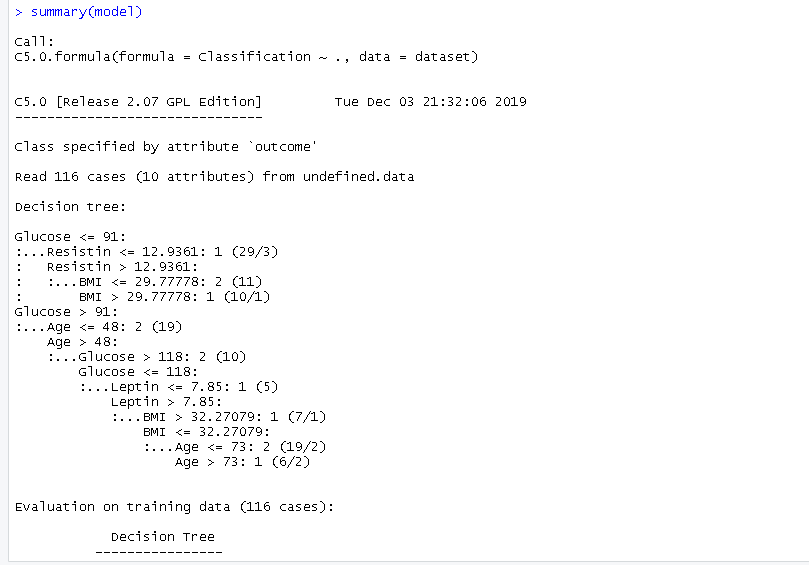 > summary(model)
Call:
C5.0.formula(formula = Classification ~ ., data = dataset)
C5.0 [Release 2.07 GPL Edition]         Tue Dec 03 21:32:06 2019
-------------------------------
Class specified by attribute `outcome'
Read 116 cases (10 attributes) from undefined.data
Decision tree:
Glucose <= 91:
:...Resistin <= 12.9361: 1 (29/3)
:   Resistin > 12.9361:
:   :...BMI <= 29.77778: 2 (11)
:       BMI > 29.77778: 1 (10/1)
Glucose > 91:
:...Age <= 48: 2 (19)
    Age > 48:
    :...Glucose > 118: 2 (10)
        Glucose <= 118:
        :...Leptin <= 7.85: 1 (5)
            Leptin > 7.85:
            :...BMI > 32.27079: 1 (7/1)
                BMI <= 32.27079:
                :...Age <= 73: 2 (19/2)
                    Age > 73: 1 (6/2)
Evaluation on training data (116 cases):
            Decision Tree
          ----------------